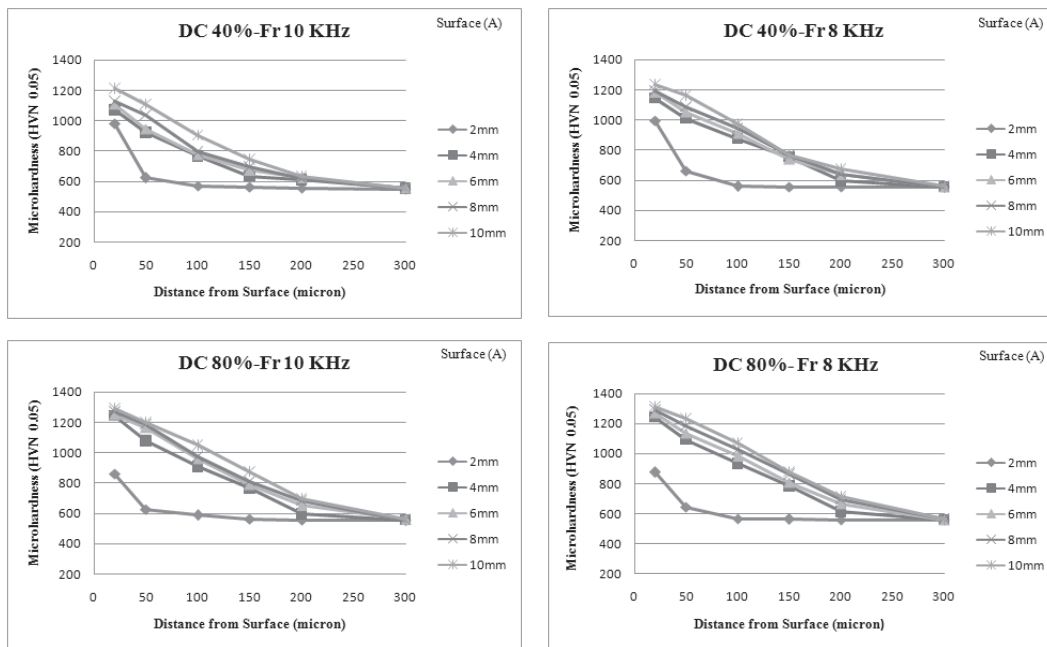 DC 40%-Fr 10 KHz
Surface (A)
Microhardness (HVN 0.05)
1400
1200
1000
800
600
400
200
0
50
100
150
200
300
Distance from Surface (micron)
2mm
4mm
6mm
8mm
10mm
DC 40%-Fr 8 KHz
Surface (A)
Microhardness (HVN 0.05)
1400
1200
1000
800
600
400
200
0
50
100
150
200
300
Distance from Surface (micron)
2mm
4mm
6mm
8mm
10mm
DC 80%-Fr 10 KHz
Surface (A)
Microhardness (HVN 0.05)
1400
1200
1000
800
600
400
200
0
50
100
150
200
300
Distance from Surface (micron)
2mm
4mm
6mm
8mm
10mm
DC 80%- Fr 8 KHz
Surface (A)
Microhardness (HVN 0.05)
1400
1200
1000
800
600
400
200
0
50
100
150
200
300
Distance from Surface (micron)
2mm
4mm
6mm
8mm
10mm